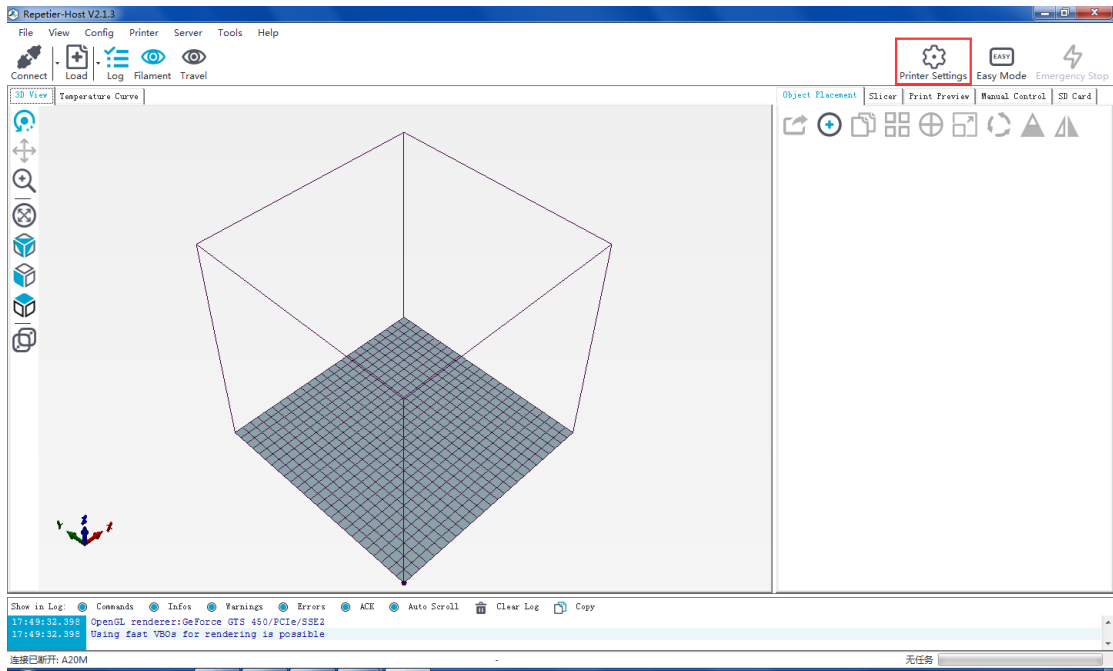 Repetier-Host V2.1.3
File View Config Printer Server Tools Help
Connect Load Log Filament Travel Printer Settings EASY Easy Mode Emergency Stop
3D View Temperature Curve Object Placement Slicer Print Preview Manual Control SD Card
Y Z X
Show in Log: Commands Infos Warnings Errors ACK Auto Scroll Clear Log Copy
17:49:32.398 OpenGL renderer:GeForce GTS 450/PCIe/SSE2
17:49:32.398 Using fast VBOs for rendering is possible
连接已断开: A20M - 无任务